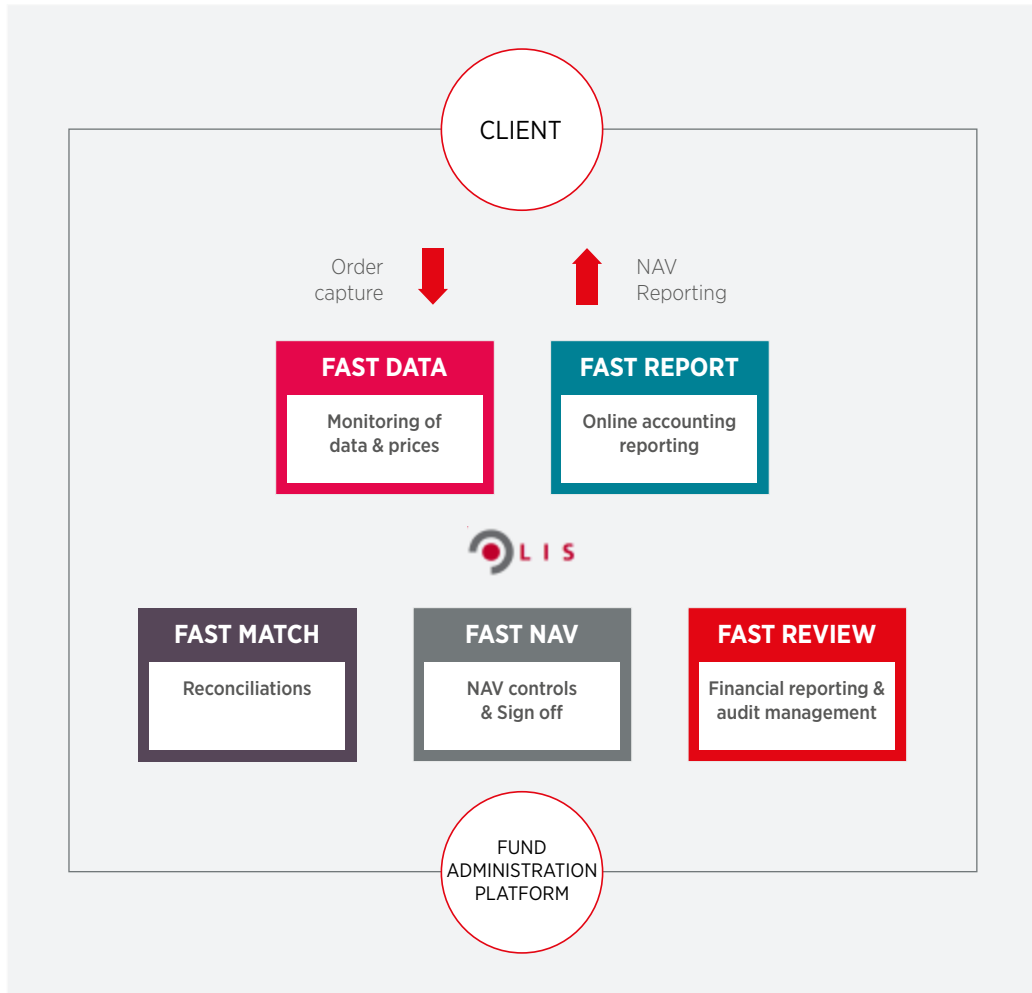 CLIENT
Order
capture
NAV
Reporting
FAST DATA
Monitoring of
data & prices
FAST REPORT
Online accounting
reporting
OLIS
FAST MATCH
Reconciliations
FAST NAV
NAV controls
& Sign off
FAST REVIEW
Financial reporting &
audit management
FUND
ADMINISTRATION
PLATFORM